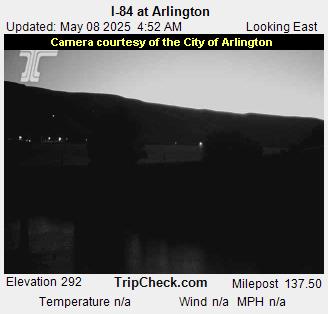 I-84 at Arlington
Updated: May 08 2025 4:52 AM Looking East
Camera courtesy of the City of Arlington
Elevation 292 TripCheck.com Milepost 137.50
Temperature n/a Wind n/a MPH n/a